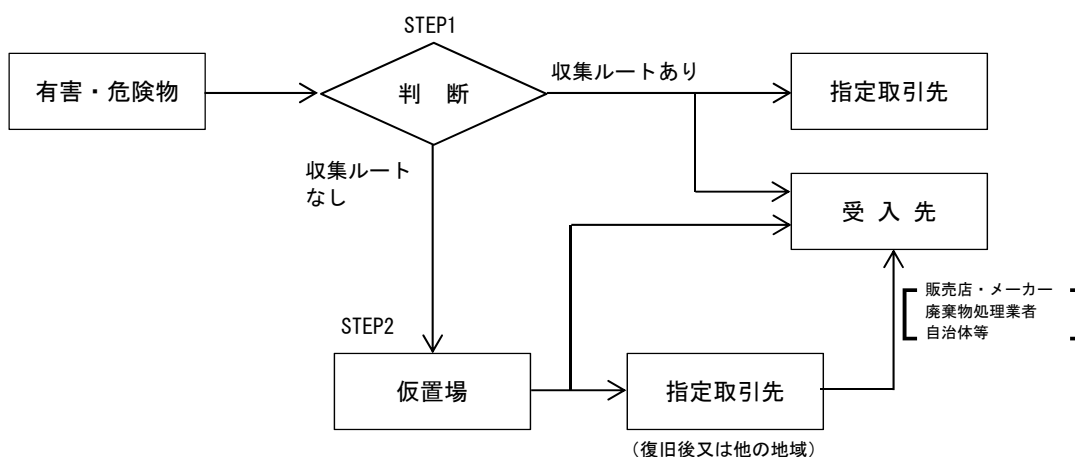 STEP1
有害・危険物
判　断
収集ルートあり
指定取引先
収集ルート
なし
受 入 先
販売店・メーカー
廃棄物処理業者
自治体等
STEP2
仮置場
指定取引先
（復旧後又は他の地域）